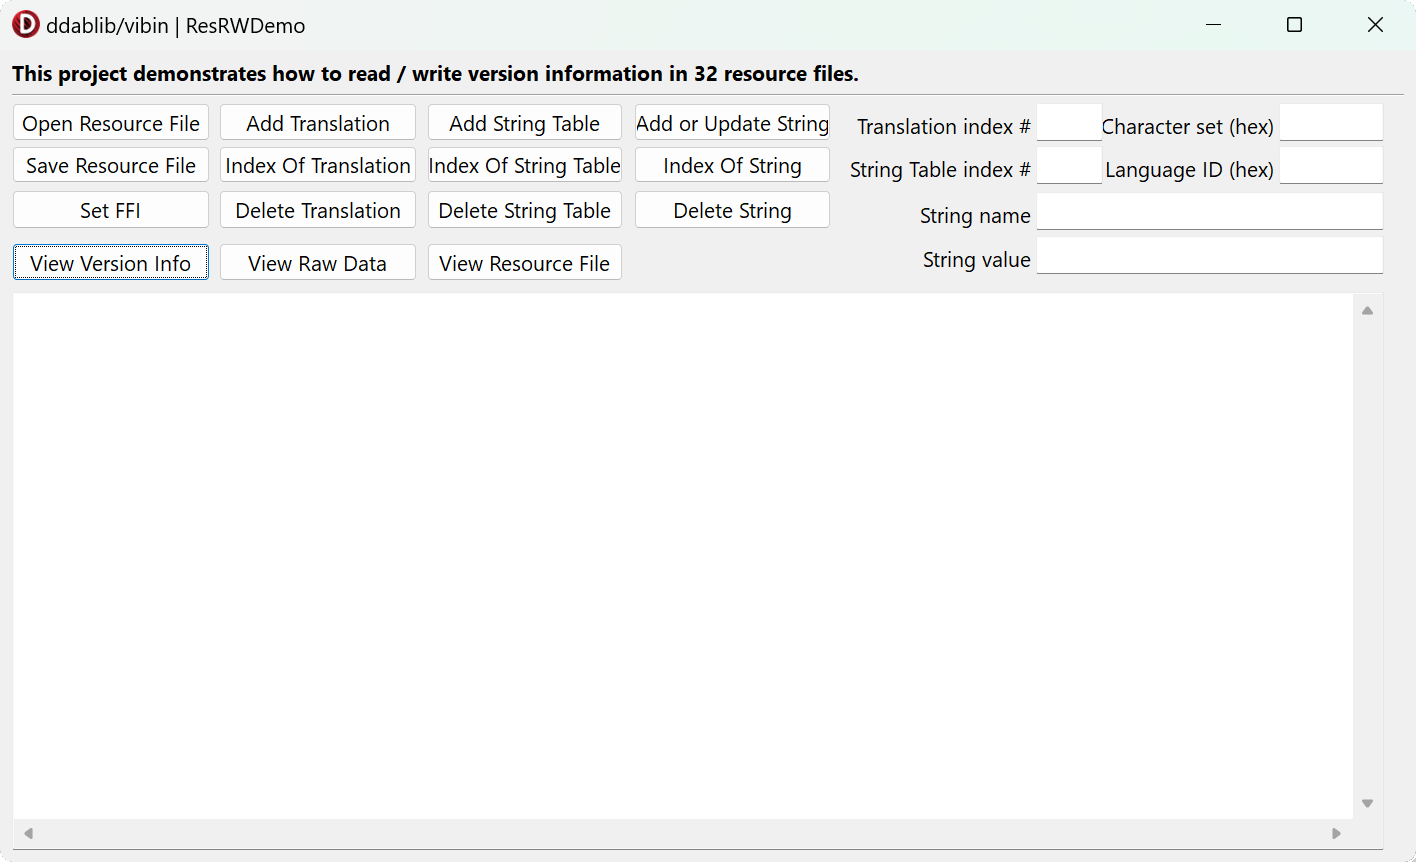 ddablib/vibin | ResRWDemo
This project demonstrates how to read / write version information in 32 resource files.
Open Resource File Add Translation Add String Table Add or Update String Translation index # Character set (hex)
Save Resource File Index Of Translation Index Of String Table Index Of String String Table index # Language ID (hex)
Set FFI Delete Translation Delete String Table Delete String String name
View Version Info View Raw Data View Resource File String value